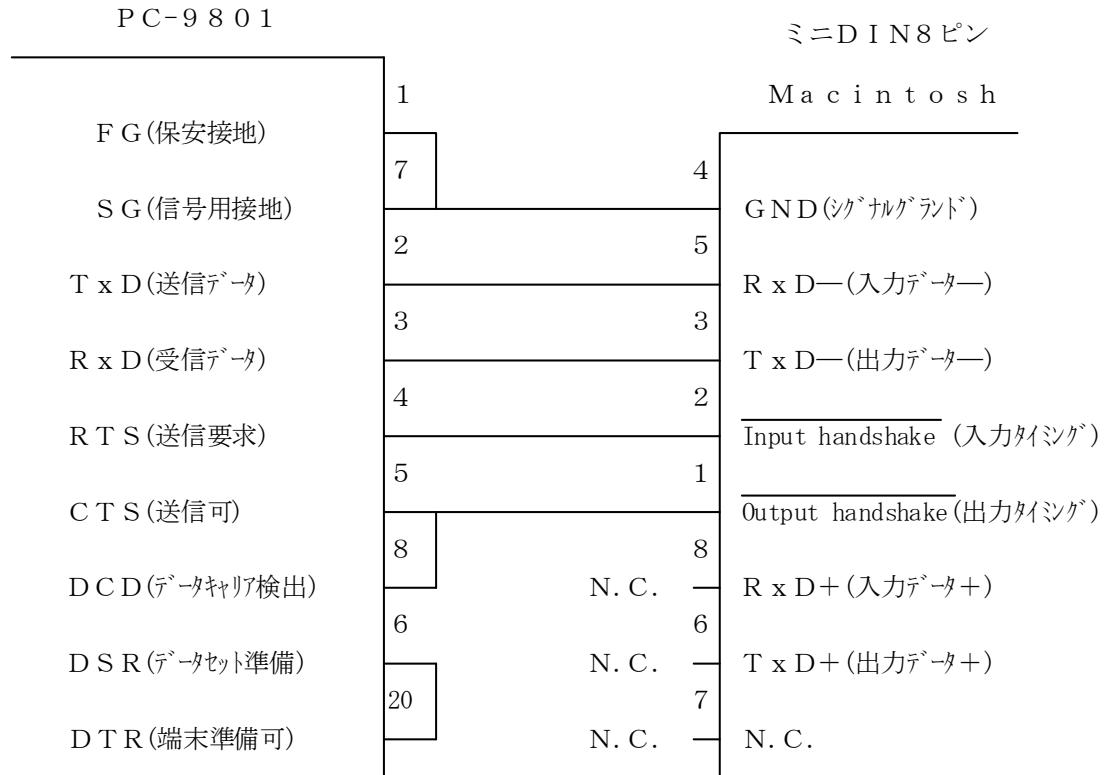 ＰＣ-９８０１
ミニＤＩＮ８ピン
Ｍａｃｉｎｔｏｓｈ
1
ＦＧ(保安接地)
7 4
ＳＧ(信号用接地) ＧＮＤ(ｼｸﾞﾅﾙｸﾞﾗﾝﾄﾞ)
2 5
ＴｘＤ(送信ﾃﾞｰﾀ) ＲｘＤ―(入力ﾃﾞｰﾀ―)
3 3
ＲｘＤ(受信ﾃﾞｰﾀ) ＴｘＤ―(出力ﾃﾞｰﾀ―)
4 2
ＲＴＳ(送信要求) Input handshake (入力ﾀｲﾐﾝｸﾞ)
5 1
ＣＴＳ(送信可) Output handshake(出力ﾀｲﾐﾝｸﾞ)
8 8
ＤＣＤ(ﾃﾞｰﾀｷｬﾘｱ検出) Ｎ.Ｃ. ＲｘＤ＋(入力ﾃﾞｰﾀ＋)
6 6
ＤＳＲ(ﾃﾞｰﾀｾｯﾄ準備) Ｎ.Ｃ. ＴｘＤ＋(出力ﾃﾞｰﾀ＋)
20 7
ＤＴＲ(端末準備可) Ｎ.Ｃ. Ｎ.Ｃ.